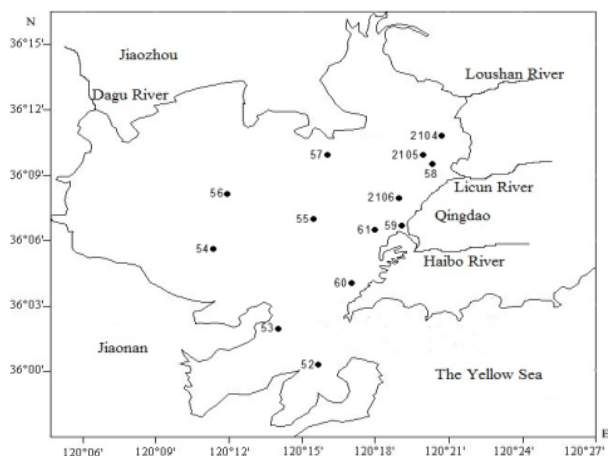 N
36°15'
Jiaozhou
Loushan River
36°12'
Dagu River
2104
57
2105
36°09'
58
Licun River
56
2106
Qingdao
55
59
61
36°06'
54
Haibo River
60
36°03'
53
Jiaonan
52
36°00'
The Yellow Sea
E
120°06'
120°09'
120°12'
120°15'
120°18'
120°21'
120°24'
120°27'